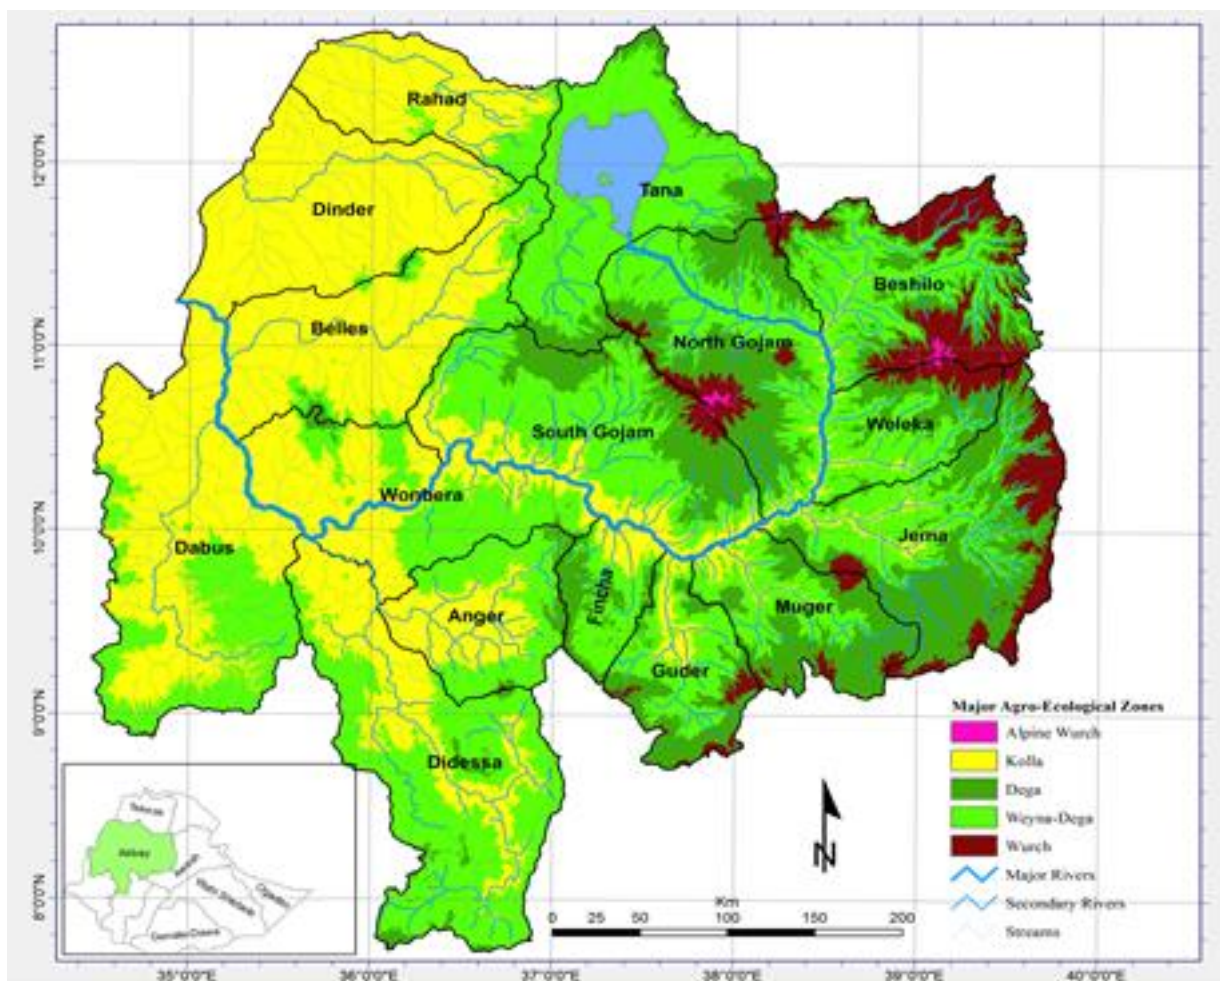 Rahad
Tana
Dinder
Beshilo
Belles
North Gojam
South Gojam
Weleka
Wonbera
Dabus
Jema
Anger
Fincha
Muger
Guder
Didessa
12°0'0"N
11°0'0"N
10°0'0"N
9°0'0"N
8°0'0"N
Major Agro-Ecological Zones
Alpine Wurch
Kolla
Dega
Weyna-Dega
Wurch
Major Rivers
Secondary Rivers
Streams
N
Km
0 25 50 100 150 200
Abbay
35°0'0"E 36°0'0"E 37°0'0"E 38°0'0"E 39°0'0"E 40°0'0"E